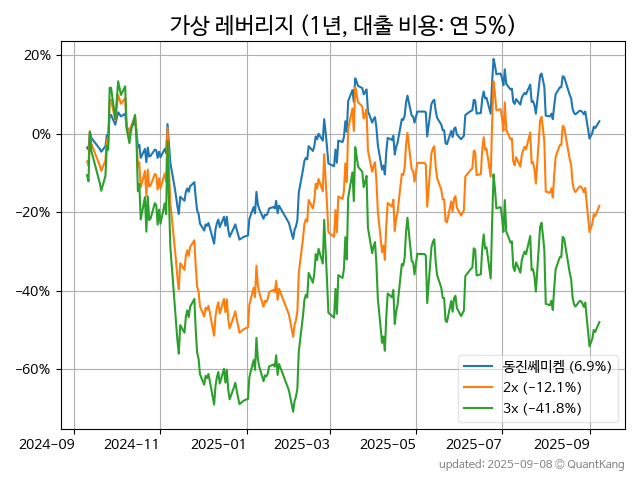 가상 레버리지 (1년, 대출 비용: 연 5%)
20%
0%
−20%
−40%
−60%
동진쎄미켐 (6.9%)
2x (−12.1%)
3x (−41.8%)
2024-09
2024-11
2025-01
2025-03
2025-05
2025-07
2025-09
updated: 2025-09-08 © QuantKang